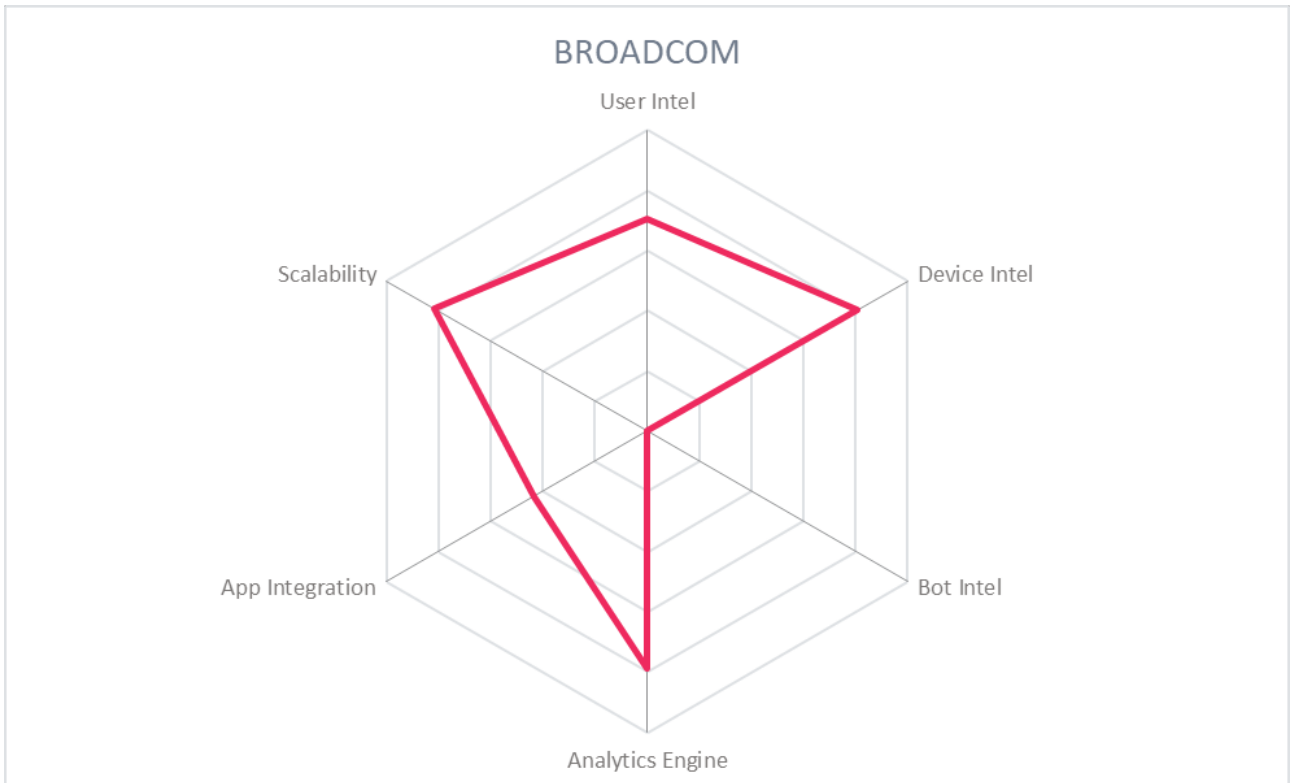 BROADCOM
User Intel
Scalability
Device Intel
App Integration
Bot Intel
Analytics Engine